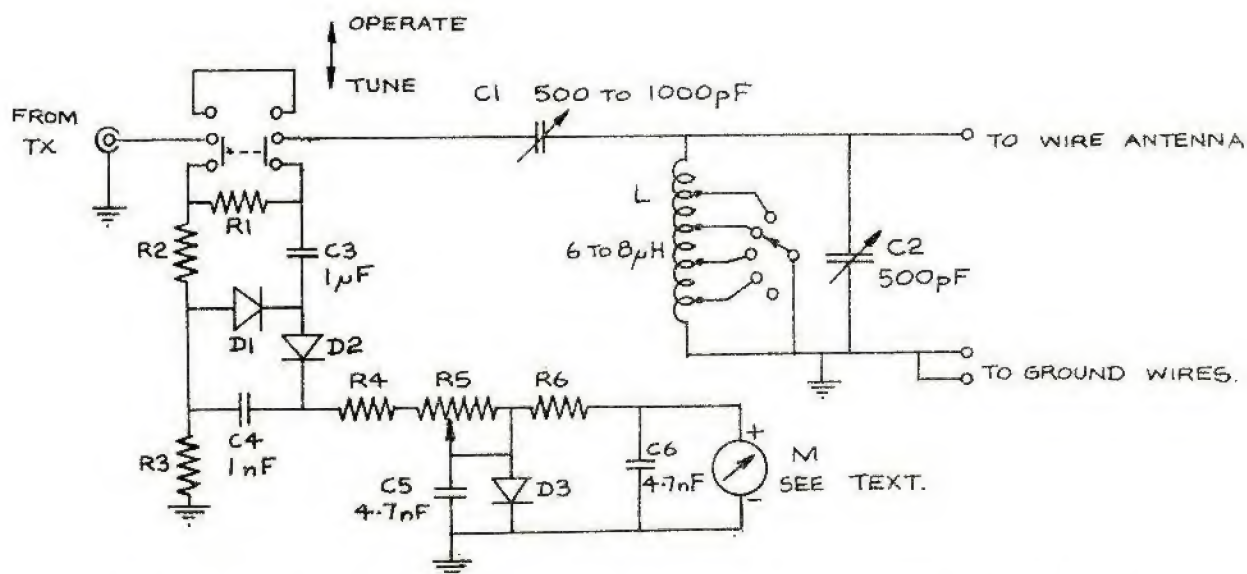 OPERATE
TUNE
FROM
TX
C1 500 TO 1000pF
TO WIRE ANTENNA
R1
R2
C3
1µF
L
6 TO 8µH
C2
500pF
D1
D2
TO GROUND WIRES.
R4 R5 R6
C4
1nF
R3
C5
4.7nF
D3
C6
4.7nF
+
-
M
SEE TEXT.